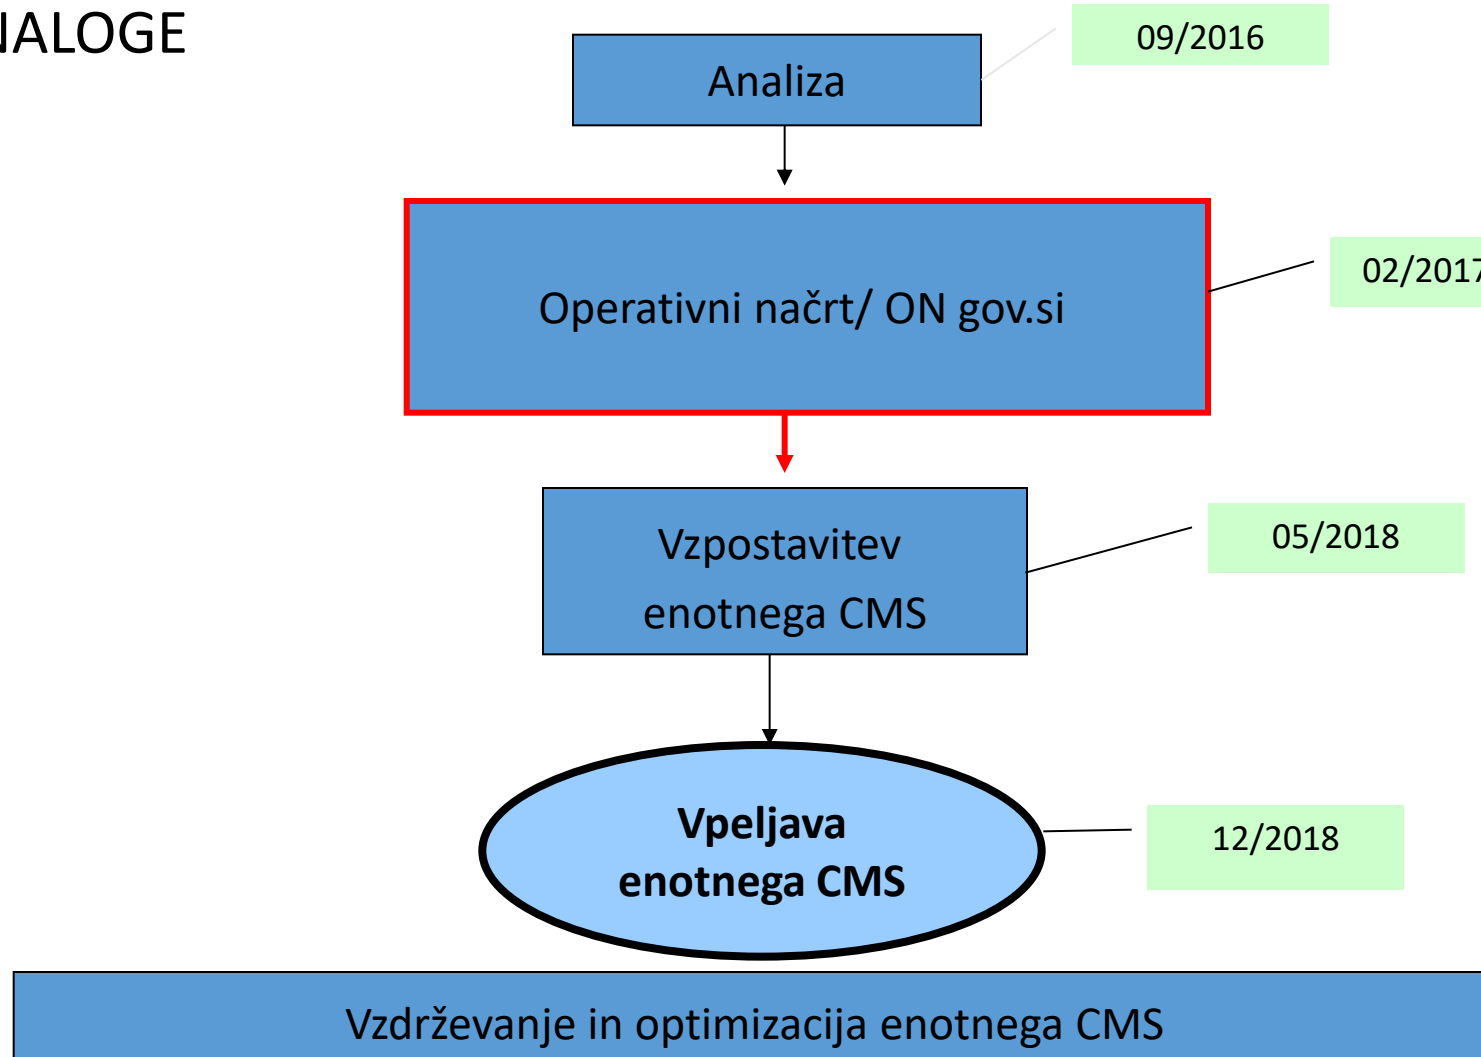 NALOGE
09/2016
Analiza
02/2017
Operativni načrt/ ON gov.si
Vzpostavitev
enotnega CMS
05/2018
Vpeljava
enotnega CMS
12/2018
Vzdrževanje in optimizacija enotnega CMS